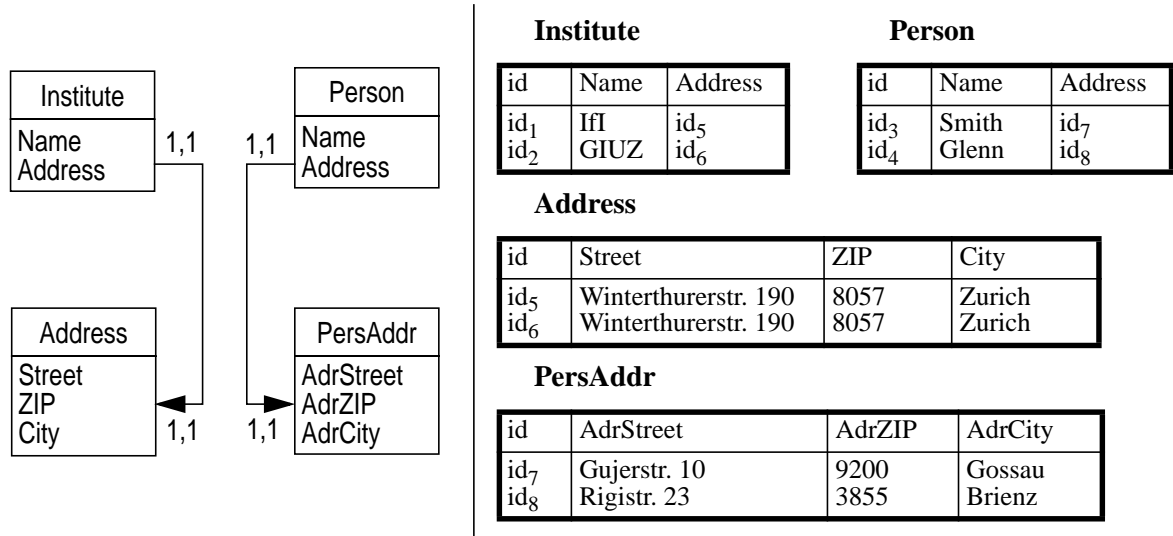 Institute
Name
Address
1,1
Person
Name
Address
1,1
Address
Street
ZIP
City
1,1
PersAddr
AdrStreet
AdrZIP
AdrCity
1,1
Institute
id Name Address
id1 IfI id5
id2 GIUZ id6
Person
id Name Address
id3 Smith id7
id4 Glenn id8
Address
id Street ZIP City
id5 Winterthurerstr. 190 8057 Zurich
id6 Winterthurerstr. 190 8057 Zurich
PersAddr
id AdrStreet AdrZIP AdrCity
id7 Gujerstr. 10 9200 Gossau
id8 Rigistr. 23 3855 Brienz